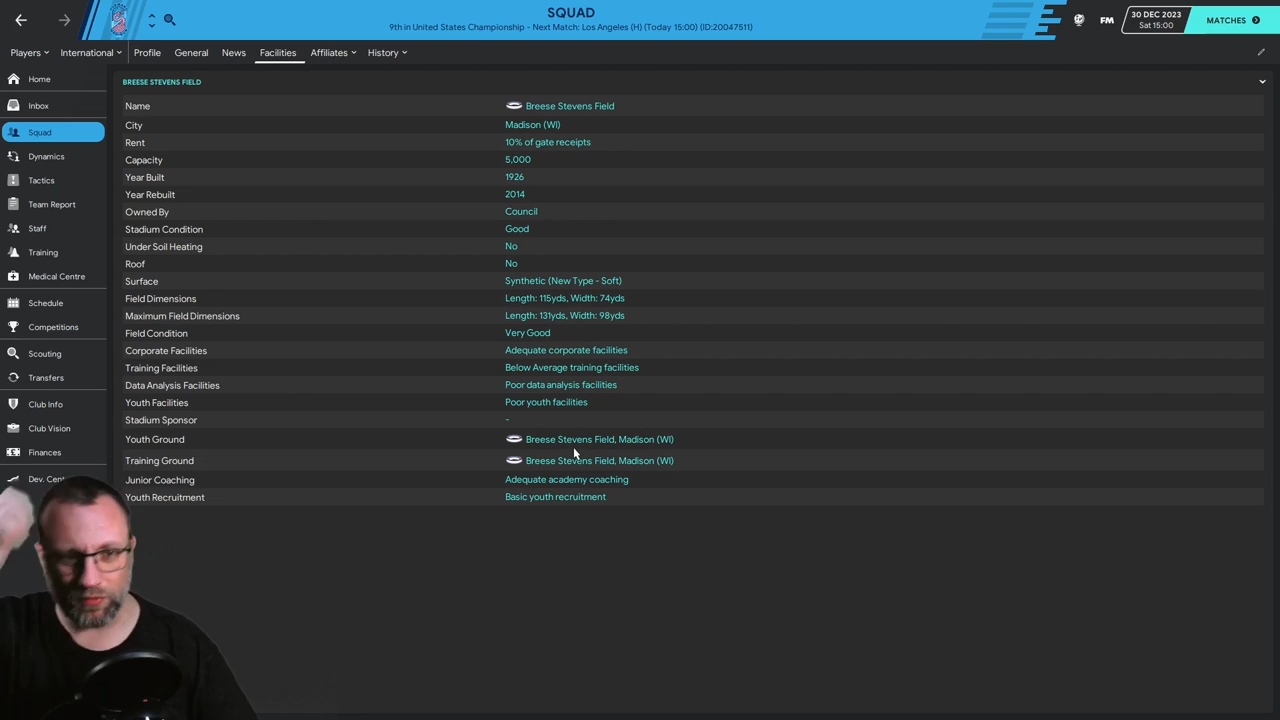 SQUAD
9th in United States Championship - Next Match: Los Angeles (H) (Today 15:00) (ID:20047511)
FM
30 DEC 2023
Sat 15:00
MATCHES
Players
International
Profile
General
News
Facilities
Affiliates
History
Home
Inbox
Squad
Dynamics
Tactics
Team Report
Staff
Training
Medical Centre
Schedule
Competitions
Scouting
Transfers
Club Info
Club Vision
Finances
Dev. Cent
BREESE STEVENS FIELD
Name Breese Stevens Field
City Madison (WI)
Rent 10% of gate receipts
Capacity 5,000
Year Built 1926
Year Rebuilt 2014
Owned By Council
Stadium Condition Good
Under Soil Heating No
Roof No
Surface Synthetic (New Type - Soft)
Field Dimensions Length: 115yds, Width: 74yds
Maximum Field Dimensions Length: 131yds, Width: 98yds
Field Condition Very Good
Corporate Facilities Adequate corporate facilities
Training Facilities Below Average training facilities
Data Analysis Facilities Poor data analysis facilities
Youth Facilities Poor youth facilities
Stadium Sponsor -
Youth Ground Breese Stevens Field, Madison (WI)
Training Ground Breese Stevens Field, Madison (WI)
Junior Coaching Adequate academy coaching
Youth Recruitment Basic youth recruitment